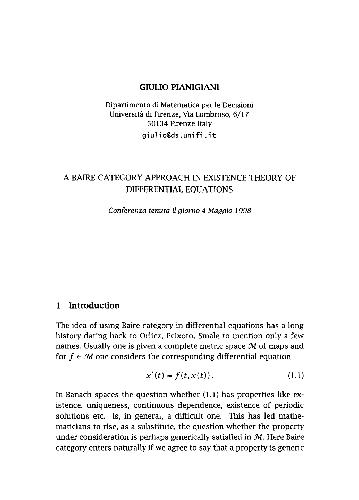 GIULIO PIANIGIANI
Dipartimento di Matematica per le Decisioni
Università di Firenze, Via Lombroso, 6/17
50134 Firenze Italy
giulio@ds.unifi.it
A BAIRE CATEGORY APPROACH IN EXISTENCE THEORY OF
DIFFERENTIAL EQUATIONS
Conferenza tenuta il giorno 4 Maggio 1998
1 Introduction
The idea of using Baire category in differential equations has a long
history dating back to Orlicz, Peixoto, Smale to mention only a few
names. Usually one is given a complete metric space M of maps and
for f ∈ M one considers the corresponding differential equation
x′(t) = f(t, x(t)). (1.1)
In Banach spaces the question whether (1.1) has properties like ex-
istence, uniqueness, continuous dependence, existence of periodic
solutions etc. is, in general, a difficult one. This has led mathe-
maticians to rise, as a substitute, the question whether the property
under consideration is perhaps generically satisfied in M. Here Baire
category enters naturally if we agree to say that a property is generic